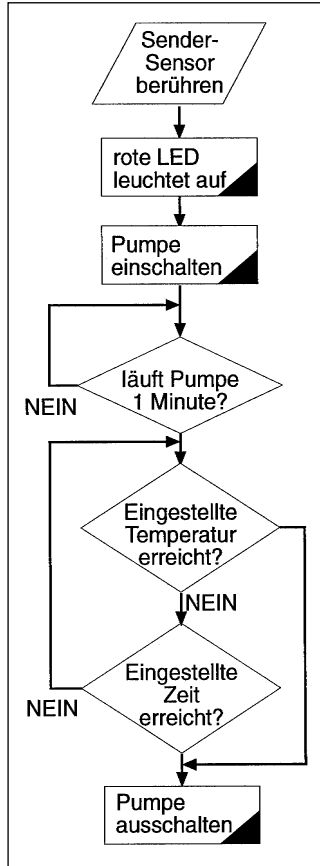 Sender-
Sensor
berühren
rote LED
leuchtet auf
Pumpe
einschalten
läuft Pumpe
1 Minute?
NEIN
Eingestellte
Temperatur
erreicht?
NEIN
Eingestellte
Zeit
erreicht?
NEIN
Pumpe
ausschalten